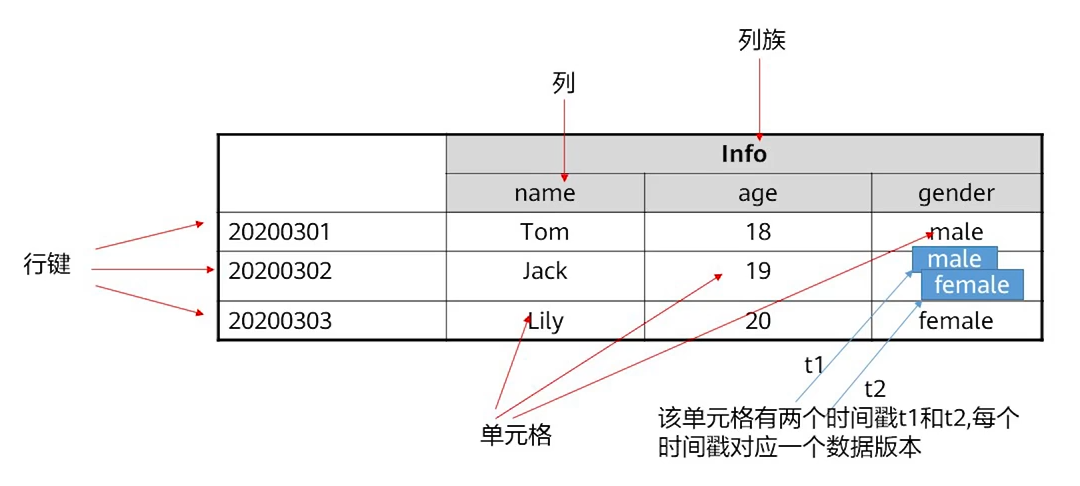 列族
列
Info
name age gender
20200301 Tom 18 male
行键
20200302 Jack 19 male
female
20200303 Lily 20 female
t1
t2
单元格
该单元格有两个时间戳t1和t2,每个
时间戳对应一个数据版本